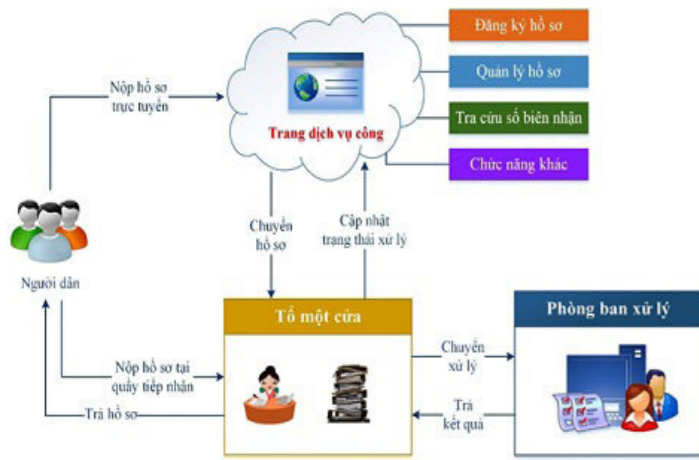 Đăng ký hồ sơ
Quản lý hồ sơ
Tra cứu số biên nhận
Chức năng khác
Nộp hồ sơ
trực tuyến
Trang dịch vụ công
Chuyển
hồ sơ
Cập nhật
trạng thái xử lý
Người dân
Tổ một cửa
Phòng ban xử lý
Nộp hồ sơ tại
quầy tiếp nhận
Trả hồ sơ
Chuyển
xử lý
Trả
kết quả